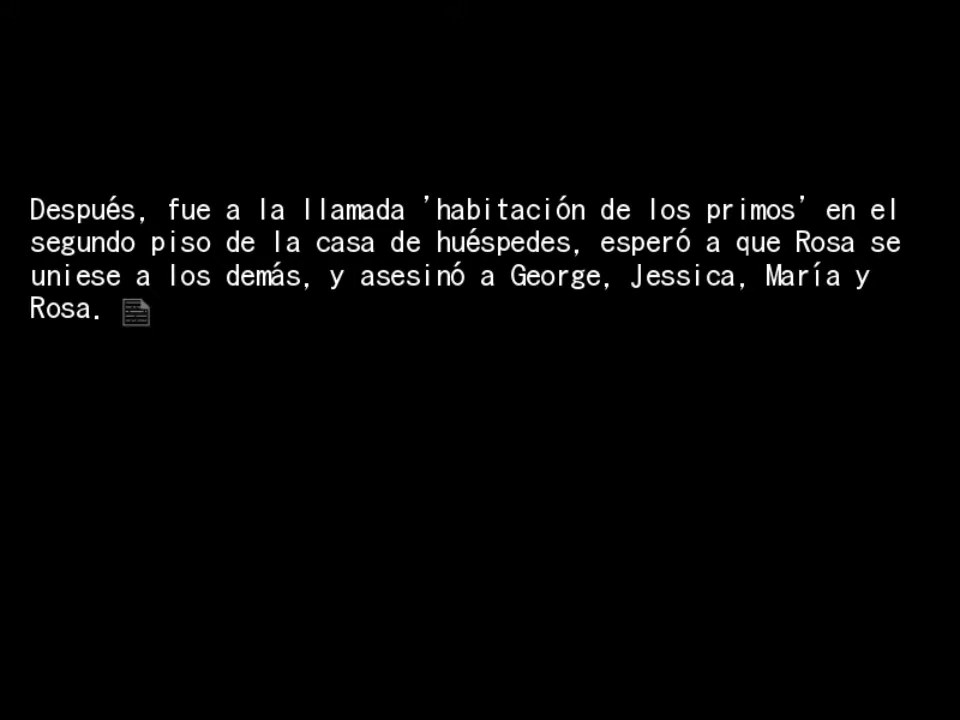 Después, fue a la llamada 'habitación de los primos' en el
segundo piso de la casa de huéspedes, esperó a que Rosa se
uniese a los demás, y asesinó a George, Jessica, María y
Rosa.